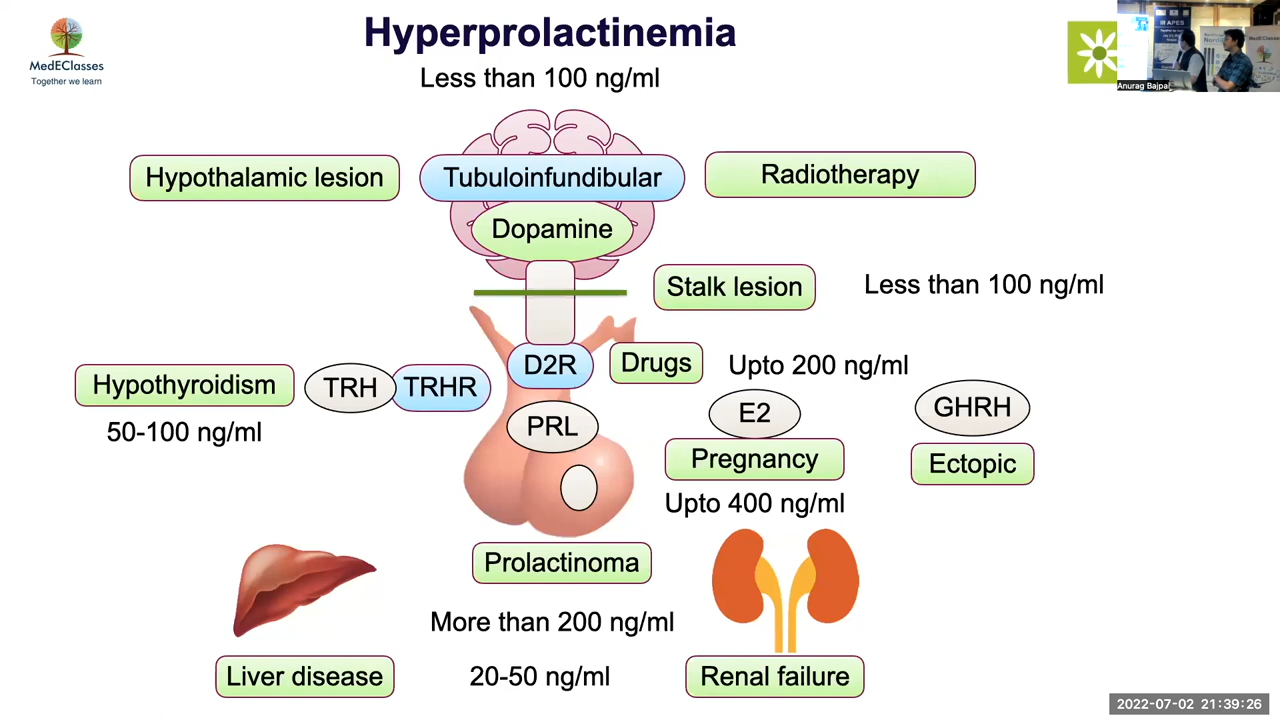 Hyperprolactinemia
Less than 100 ng/ml
MedEClasses
Together we learn
III APES
Anurag Bajpai
Hypothalamic lesion
Tubuloinfundibular
Radiotherapy
Dopamine
Stalk lesion
Less than 100 ng/ml
D2R
Drugs
Upto 200 ng/ml
Hypothyroidism
TRH
TRHR
50-100 ng/ml
PRL
E2
GHRH
Pregnancy
Ectopic
Upto 400 ng/ml
Prolactinoma
More than 200 ng/ml
Liver disease
20-50 ng/ml
Renal failure
2022-07-02 21:39:26